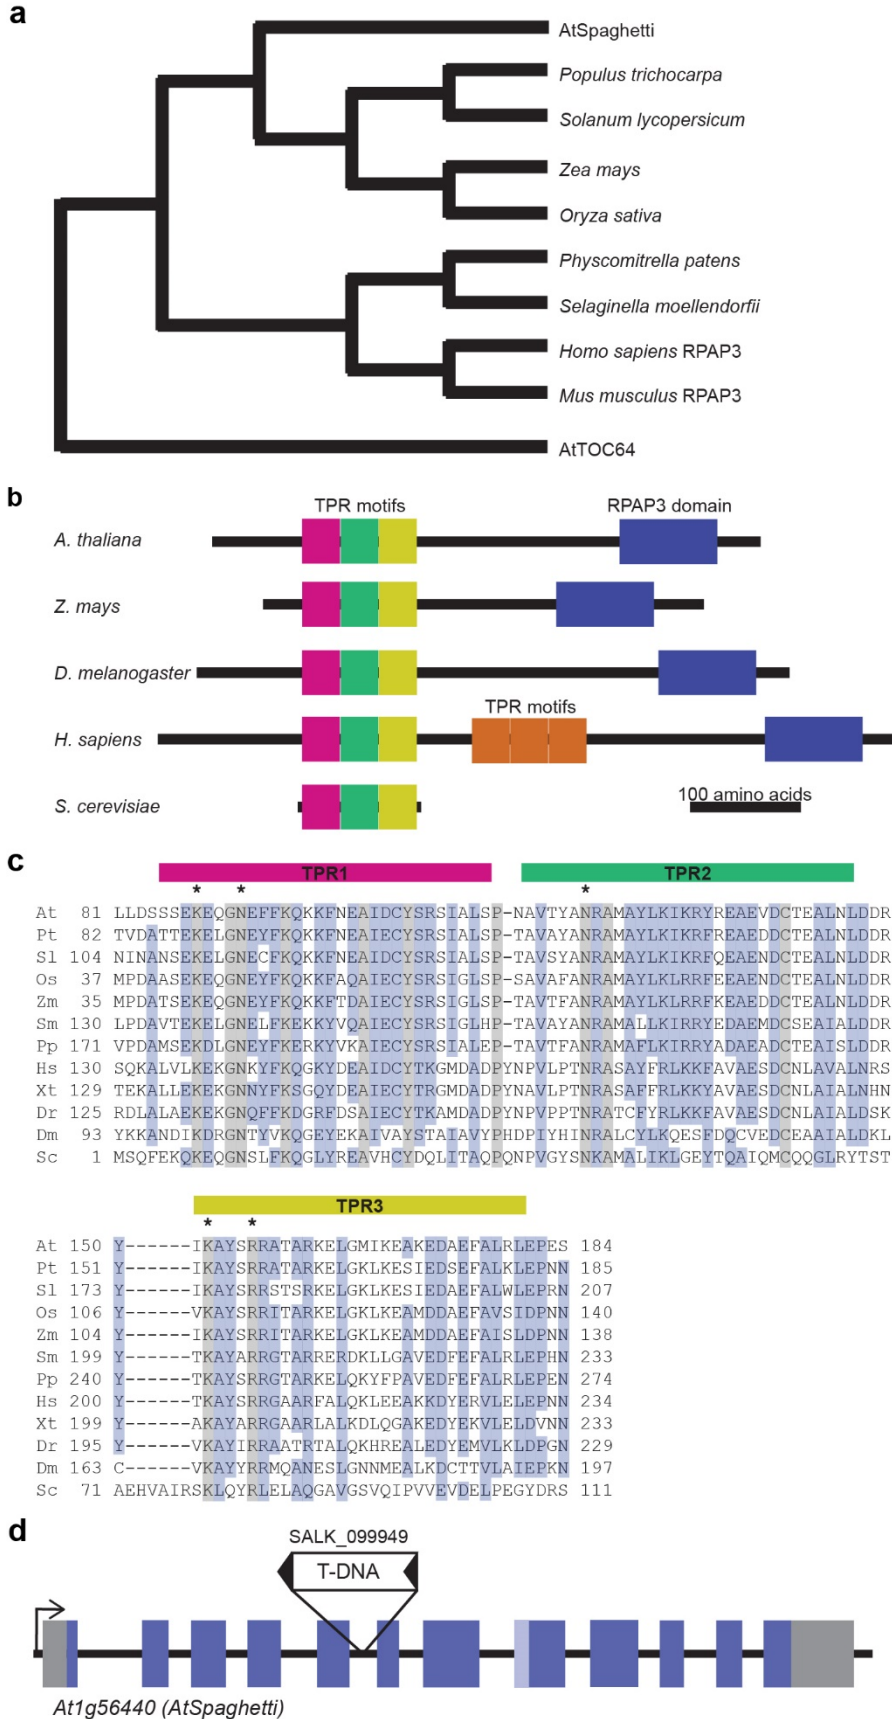 a
AtSpaghetti
Populus trichocarpa
Solanum lycopersicum
Zea mays
Oryza sativa
Physcomitrella patens
Selaginella moellendorfii
Homo sapiens RPAP3
Mus musculus RPAP3
AtTOC64
b
TPR motifs RPAP3 domain
A. thaliana
Z. mays
D. melanogaster
TPR motifs
H. sapiens
100 amino acids
S. cerevisiae
c
TPR1 TPR2
* * *
At 81 LLDSSSEKEQGNEFFKQKKFNEAIDCYSRSIALSP-NAVTYANRAMAYLKIKRYREAEVDCTEALNLDDR
Pt 82 TVDATTEKELGNEYFKQKKFNEAIECYSRSIALSP-TAVTYANRAMAYLKIRRFREAEDDCTEALNLDDR
Sl 104 NINANSEKELGNECFKQKKFNEAIECYSRSIALSP-TAVSYANRAMAYLKIKRFQEAENDCTEALNLDDR
Os 37 MPDAASEKEQGNEYFKQKKFAQAIECYSRSIGLSP-SAVAFANRAMAYLKLRRFEEAENDCTEALNLDDR
Zm 35 MPDATSEKEQGNEYFKQKKFTDAIECYSRSIGLSP-TAVTFANRAMAYLKLRRFKEAEDDCTEALNLDDR
Sm 130 LPDAVTEKELGNELFKEKKYVQAIECYSRSIGLHP-TAVAYANRAMALLKIRRYADAEMDCSEAISLDDR
Pp 171 VPDAMSEKDLGNEYFKERKYVKAIECYSRSIALEP-TAVTFANRAMAFLKIRRYEDAEADCTEAIALDDR
Hs 130 SQKALVLKEKGNKYFKQGKYDEAIDCYTKGMDADPYNPVLPTNRASAYFRLKKFAVAESDCNLAVALNRS
Xt 129 TEKALLEKEKGNNYFKSGQYDEAIECYTRGMDADPYNAVLPTNRASAFFRLKKYAVAESDCNLAIALNHN
Dr 125 RDLALAEKEKGNQFFKDGRFDSAIECYTKAMDADPYNPVPPTNRATCFYRLKKFAVAESDCNLAIALDSK
Dm 93 YKKANDIKDRGNTYVKQGEYEKAIVAYSTAIAVYPHDPIYHINRALCYLKQESFDQCVEDCEAAIALDKL
Sc 1 MSQFEKQKEQGNSLFKQGLYREAVHCYDQLITAQPQNPVGYSNKAMALIKLGEYTQAIQMCQQGLRYTST
TPR3
* *
At 150 Y------IKAYSRRATARKELGMIKEAKEDAEFALRLEPES 184
Pt 151 Y------IKAYSRRATARKELGKLKESIEDSEFALKLEPNN 185
Sl 173 Y------IKAYSRRSTSRKELGKLKESIEDAEFALWLEPRN 207
Os 106 Y------VKAYSRRITARKELGKLKEAMDDAEFAVSIDPNN 140
Zm 104 Y------IKAYSRRITARKELGKLKEAMDDAEFAISLDPNN 138
Sm 199 Y------TKAYARRGTARRERDKLLGAVEDFEFALRLEPHN 233
Pp 240 Y------TKAYSRRGTARKELQKYFPAVEDFEFALRLEPEN 274
Hs 200 Y------TKAYSRRGAARFALQKLEEAKKDYERVLELEPNN 234
Xt 199 Y------AKAYARRGAARLALKDLQGAKEDYEKVLELDVNN 233
Dr 195 Y------VKAYIRRAATRTALQKHREALEDYEMVLKLDPGN 229
Dm 163 C------VKAYYRRMQANESLGNNMEALKDCTTVLAIEPKN 197
Sc 71 AEHVAIRSKLQYRLELAQGAVGSVQIPVVEVDELPEGYDRS 111
d
SALK_099949
T-DNA
At1g56440 (AtSpaghetti)